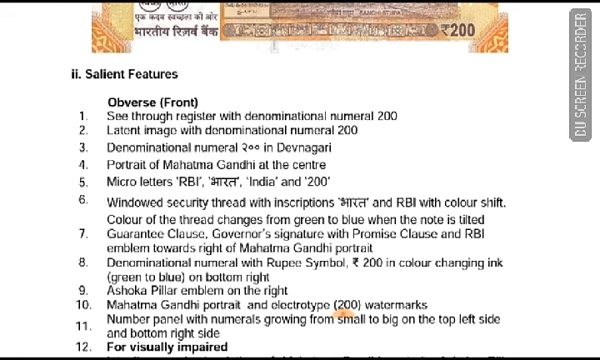 एक कदम स्वच्छता की ओर
भारतीय रिज़र्व बैंक
₹200
ii. Salient Features
Obverse (Front)
1. See through register with denominational numeral 200
2. Latent image with denominational numeral 200
3. Denominational numeral २०० in Devnagari
4. Portrait of Mahatma Gandhi at the centre
5. Micro letters ‘RBI’, ‘भारत’, ‘India’ and ‘200’
6. Windowed security thread with inscriptions ‘भारत’ and RBI with colour shift.
Colour of the thread changes from green to blue when the note is tilted
7. Guarantee Clause, Governor’s signature with Promise Clause and RBI
emblem towards right of Mahatma Gandhi portrait
8. Denominational numeral with Rupee Symbol, ₹ 200 in colour changing ink
(green to blue) on bottom right
9. Ashoka Pillar emblem on the right
10. Mahatma Gandhi portrait and electrotype (200) watermarks
11. Number panel with numerals growing from small to big on the top left side
and bottom right side
12. For visually impaired
DU SCREEN RECORDER